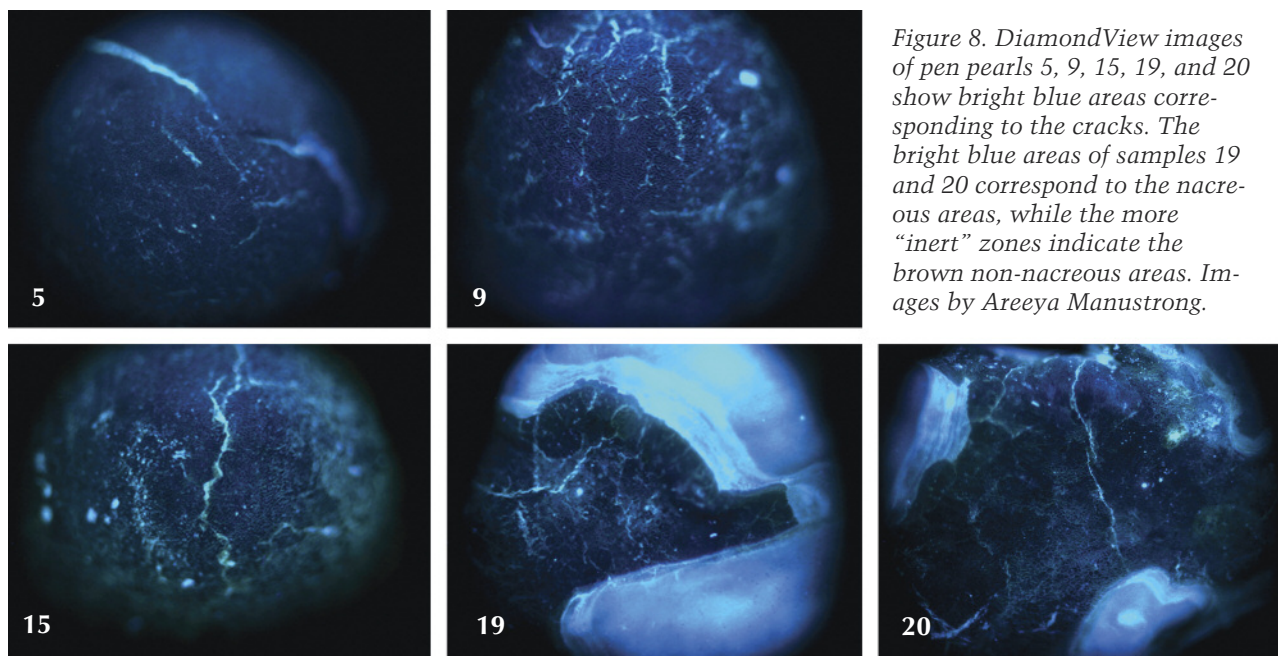 Figure 8. DiamondView images
of pen pearls 5, 9, 15, 19, and 20
show bright blue areas corre-
sponding to the cracks. The
bright blue areas of samples 19
and 20 correspond to the nacre-
ous areas, while the more
“inert” zones indicate the
brown non-nacreous areas. Im-
ages by Areeya Manustrong.
5
9
15
19
20